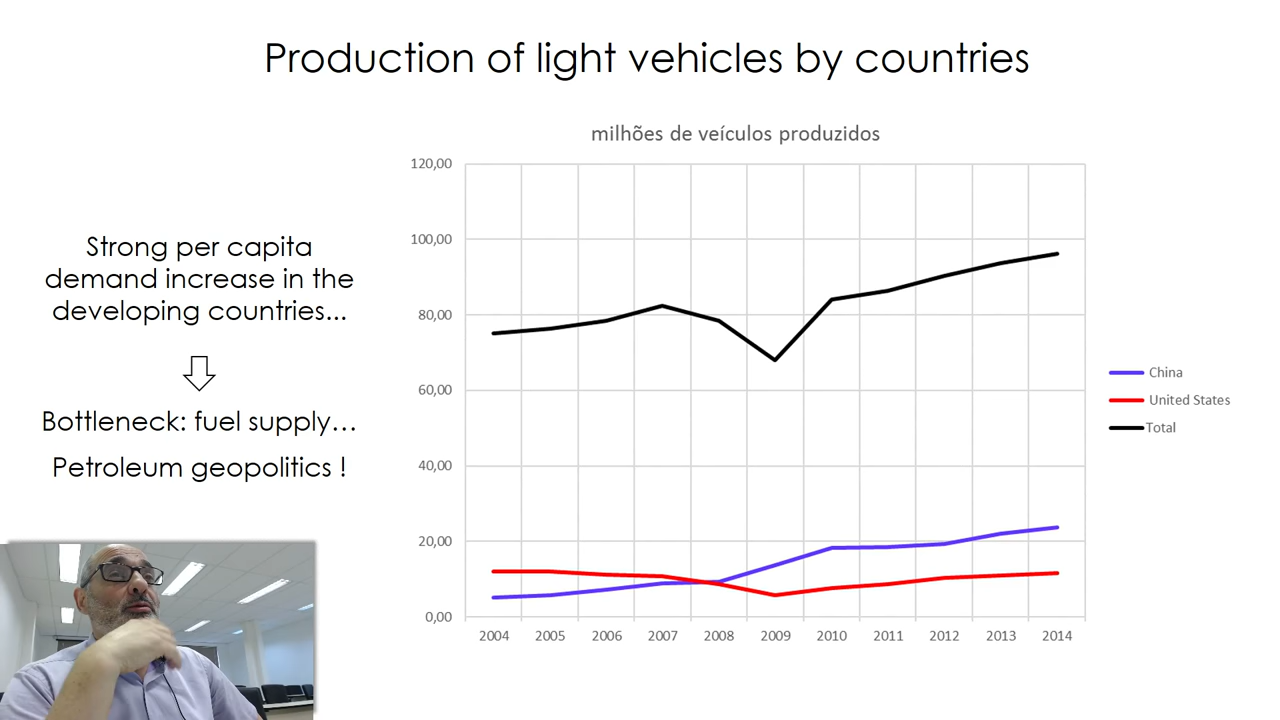 Production of light vehicles by countries
milhões de veículos produzidos
Strong per capita
demand increase in the
developing countries...
Bottleneck: fuel supply…
Petroleum geopolitics !
120,00
100,00
80,00
60,00
40,00
20,00
0,00
2004 2005 2006 2007 2008 2009 2010 2011 2012 2013 2014
China
United States
Total